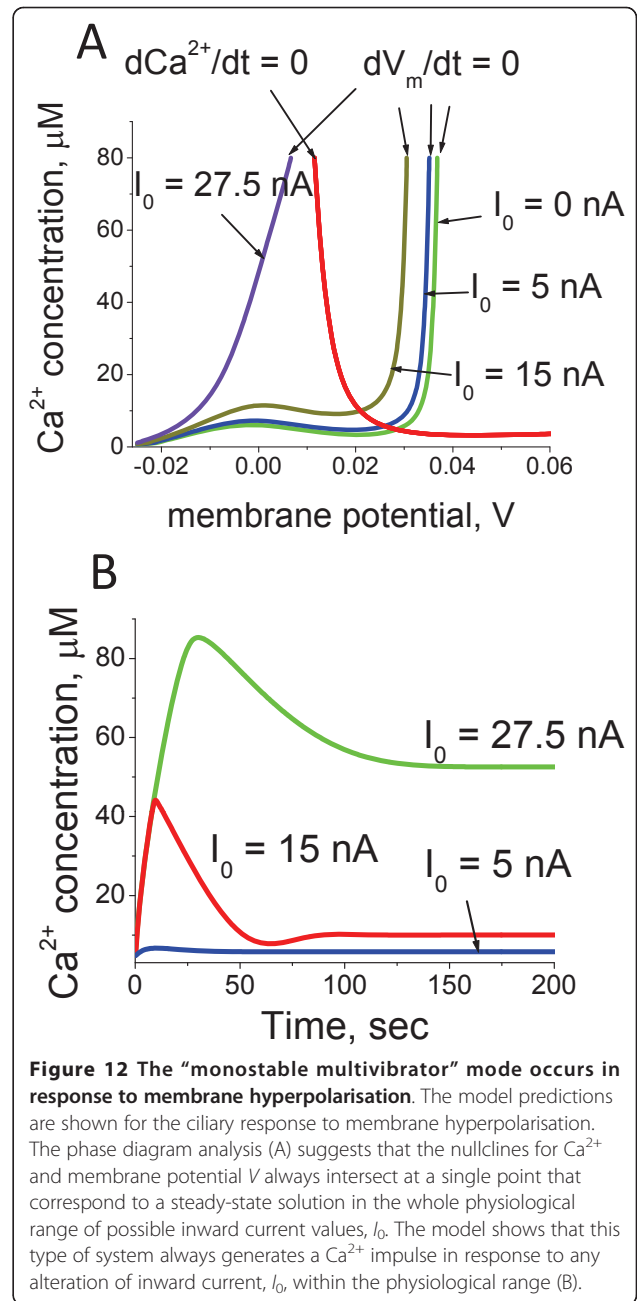 A
dCa²⁺/dt = 0 dVₘ/dt = 0
80
60
40
20
0
Ca²⁺ concentration, μM
I₀ = 27.5 nA
I₀ = 0 nA
I₀ = 5 nA
I₀ = 15 nA
-0.02 0.00 0.02 0.04 0.06
membrane potential, V
B
80
60
40
20
Ca²⁺ concentration, μM
I₀ = 27.5 nA
I₀ = 15 nA
I₀ = 5 nA
0 50 100 150 200
Time, sec
Figure 12 The “monostable multivibrator” mode occurs in
response to membrane hyperpolarisation. The model predictions
are shown for the ciliary response to membrane hyperpolarisation.
The phase diagram analysis (A) suggests that the nullclines for Ca²⁺
and membrane potential V always intersect at a single point that
correspond to a steady-state solution in the whole physiological
range of possible inward current values, I₀. The model shows that this
type of system always generates a Ca²⁺ impulse in response to any
alteration of inward current, I₀, within the physiological range (B).